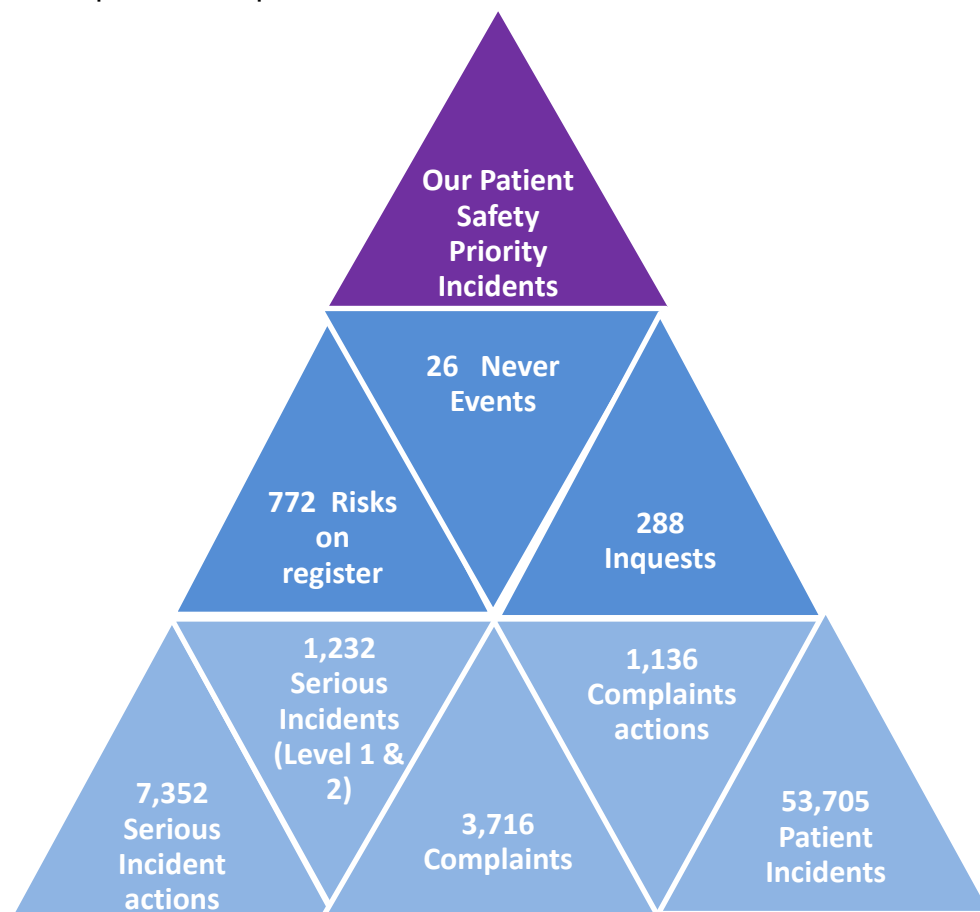 Our Patient
Safety
Priority
Incidents
26 Never
Events
772 Risks
on
register
288
Inquests
1,232
Serious
Incidents
(Level 1 &
2)
1,136
Complaints
actions
7,352
Serious
Incident
actions
3,716
Complaints
53,705
Patient
Incidents